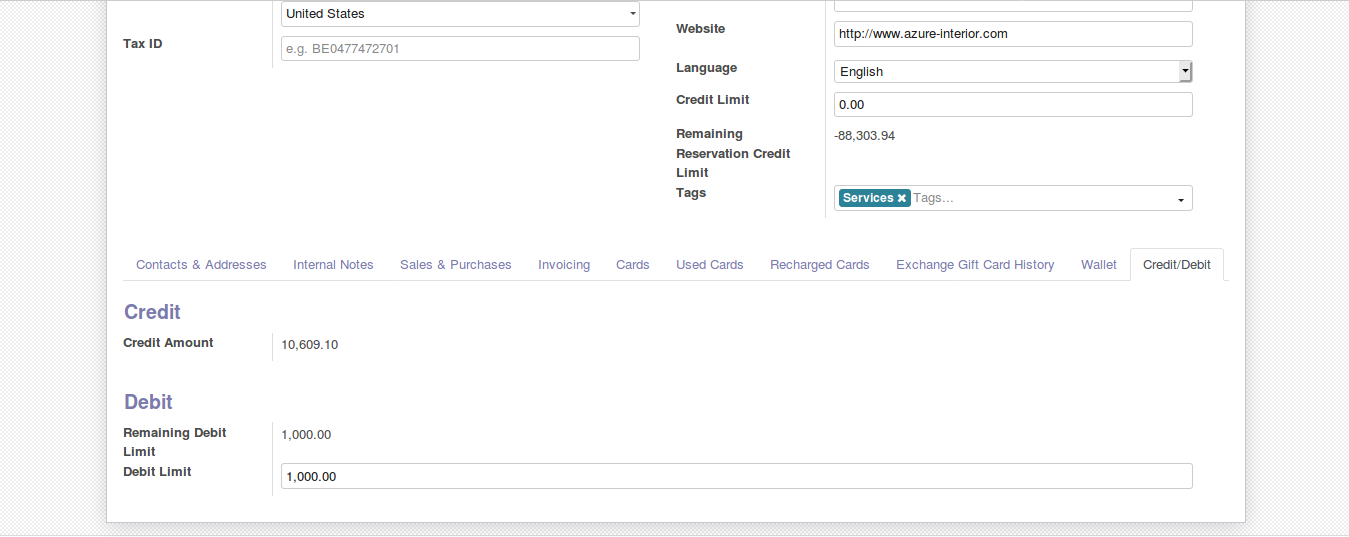 United States
Tax ID
e.g. BE0477472701
Website
http://www.azure-interior.com
Language
English
Credit Limit
0.00
Remaining
Reservation Credit
Limit
-88,303.94
Tags
Services ✖ Tags...
Contacts & Addresses Internal Notes Sales & Purchases Invoicing Cards Used Cards Recharged Cards Exchange Gift Card History Wallet Credit/Debit
Credit
Credit Amount
10,609.10
Debit
Remaining Debit
Limit
1,000.00
Debit Limit
1,000.00